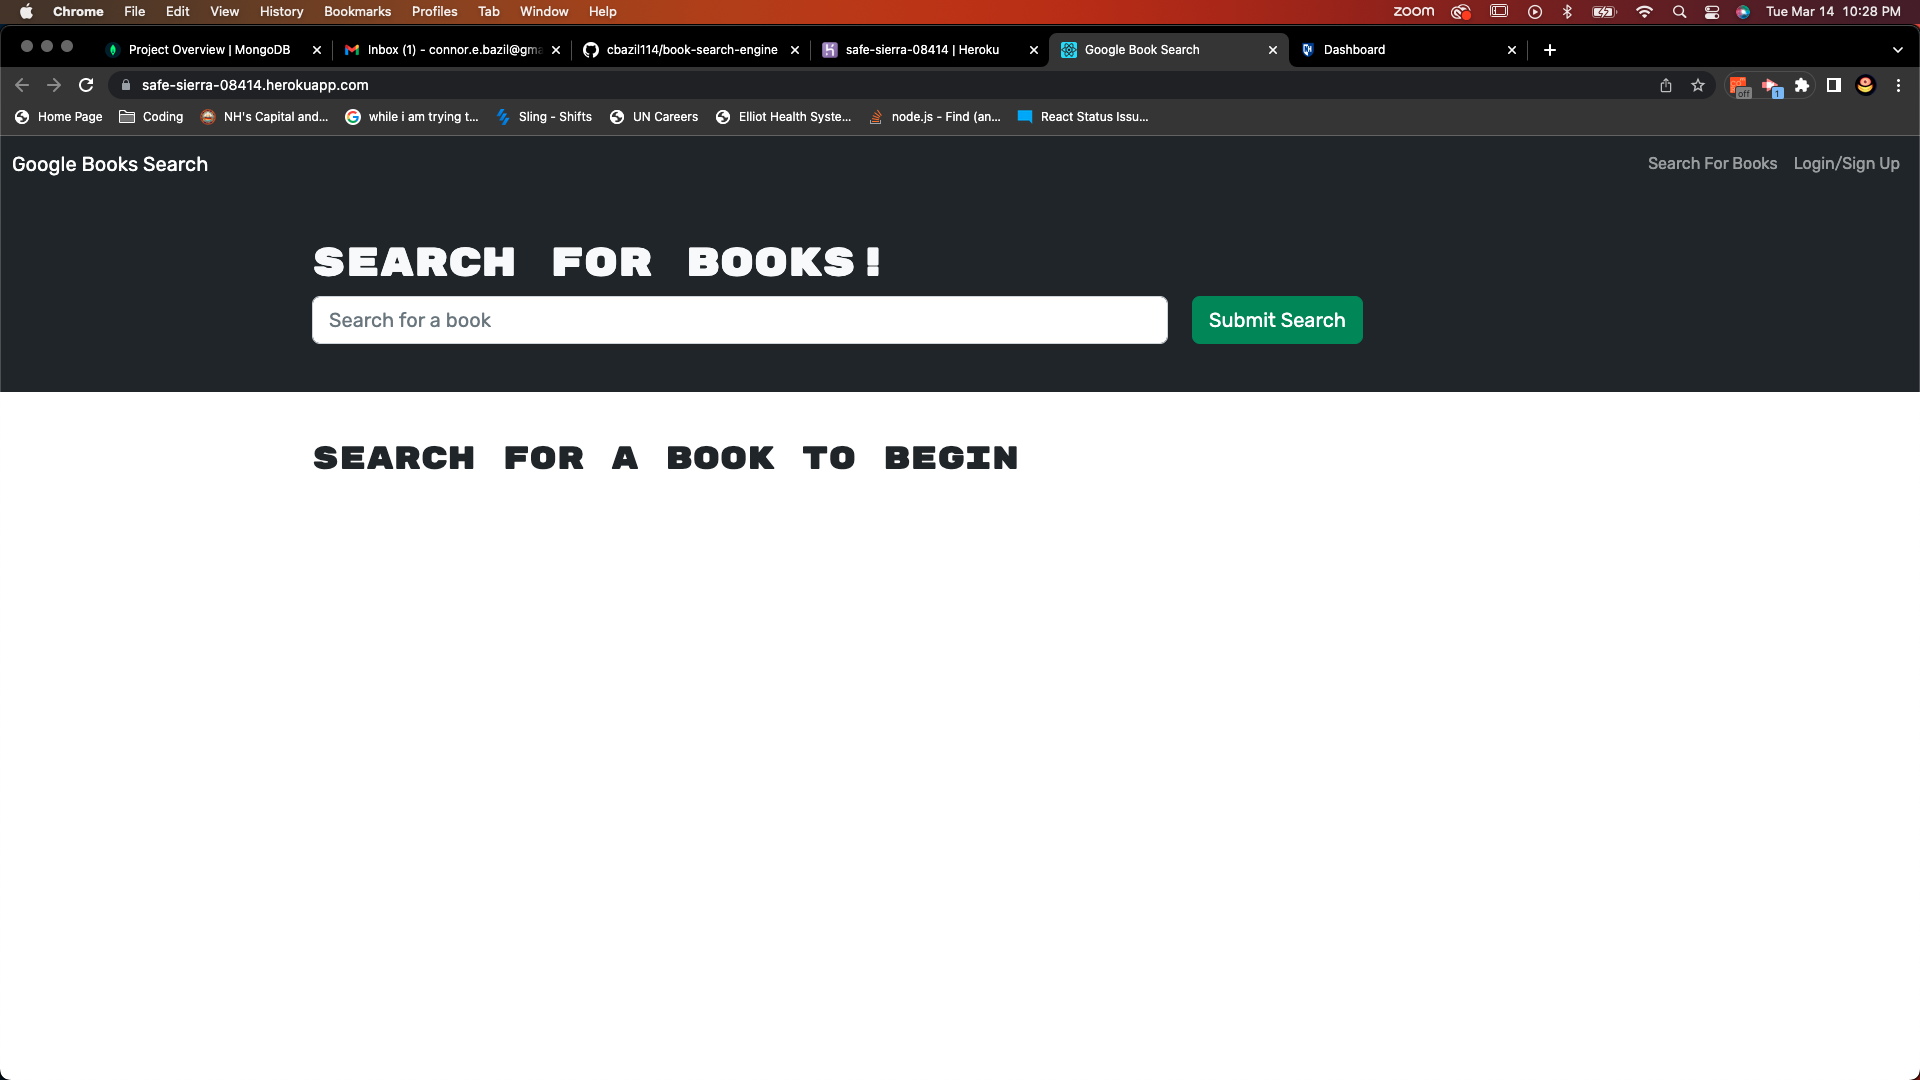 Chrome File Edit View History Bookmarks Profiles Tab Window Help zoom Tue Mar 14 10:28 PM
Project Overview | MongoDB Inbox (1) - connor.e.bazil@gma cbazil114/book-search-engine safe-sierra-08414 | Heroku Google Book Search Dashboard
safe-sierra-08414.herokuapp.com off 1
Home Page Coding NH's Capital and... while i am trying t... Sling - Shifts UN Careers Elliot Health Syste... node.js - Find (an... React Status Issu...
Google Books Search Search For Books Login/Sign Up
SEARCH FOR BOOKS!
Search for a book Submit Search
SEARCH FOR A BOOK TO BEGIN